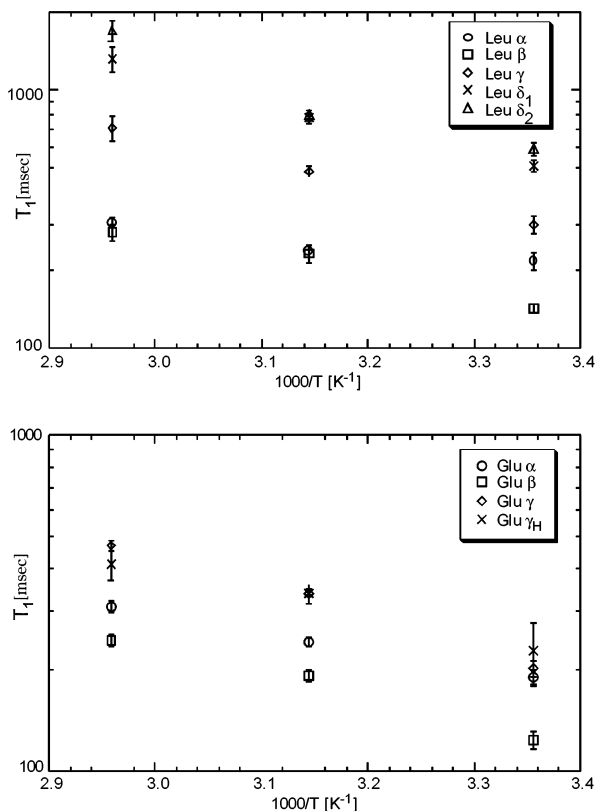 1000
100
T1 [msec]
Leu α
Leu β
Leu γ
Leu δ1
Leu δ2
2.9 3.0 3.1 3.2 3.3 3.4
1000/T [K-1]
1000
100
T1 [msec]
Glu α
Glu β
Glu γ
Glu γH
2.9 3.0 3.1 3.2 3.3 3.4
1000/T [K-1]